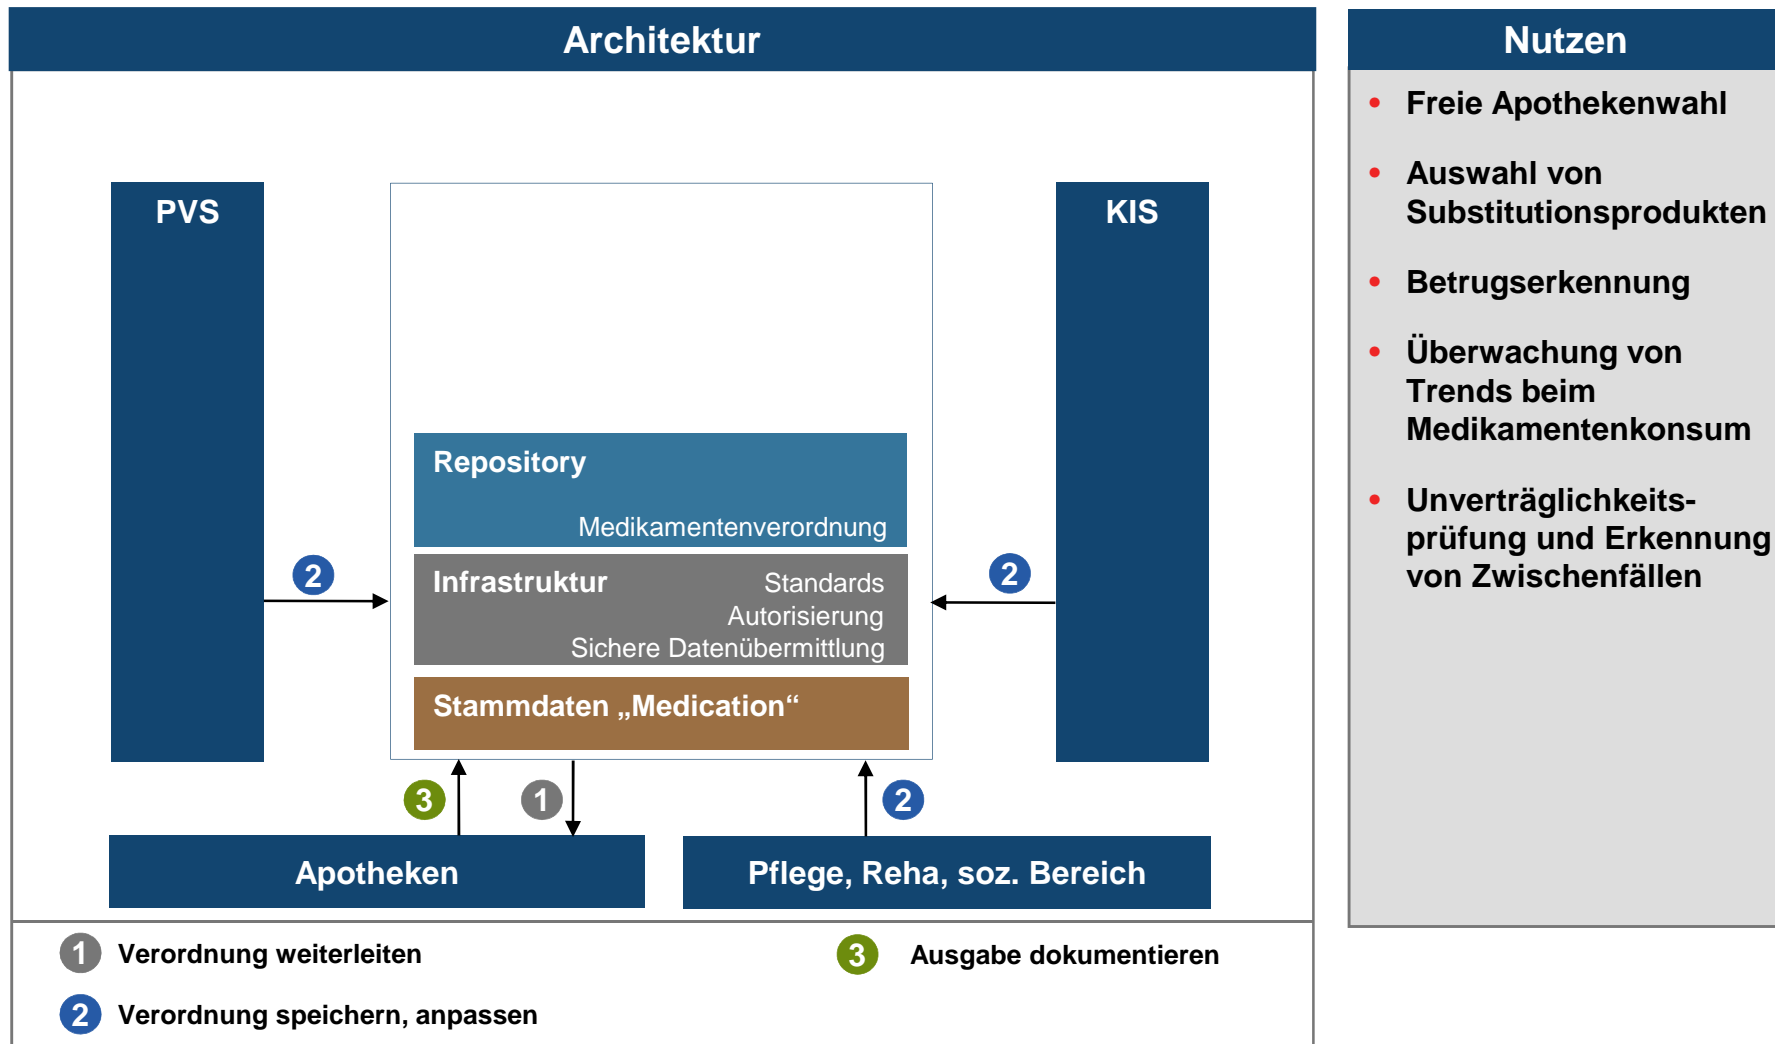 Architektur
PVS
KIS
Repository
Medikamentenverordnung
Infrastruktur Standards
Autorisierung
Sichere Datenübermittlung
Stammdaten „Medication“
2
2
3
1
2
Apotheken
Pflege, Reha, soz. Bereich
1 Verordnung weiterleiten
3 Ausgabe dokumentieren
2 Verordnung speichern, anpassen
Nutzen
• Freie Apothekenwahl
• Auswahl von
Substitutionsprodukten
• Betrugserkennung
• Überwachung von
Trends beim
Medikamentenkonsum
• Unverträglichkeits-
prüfung und Erkennung
von Zwischenfällen